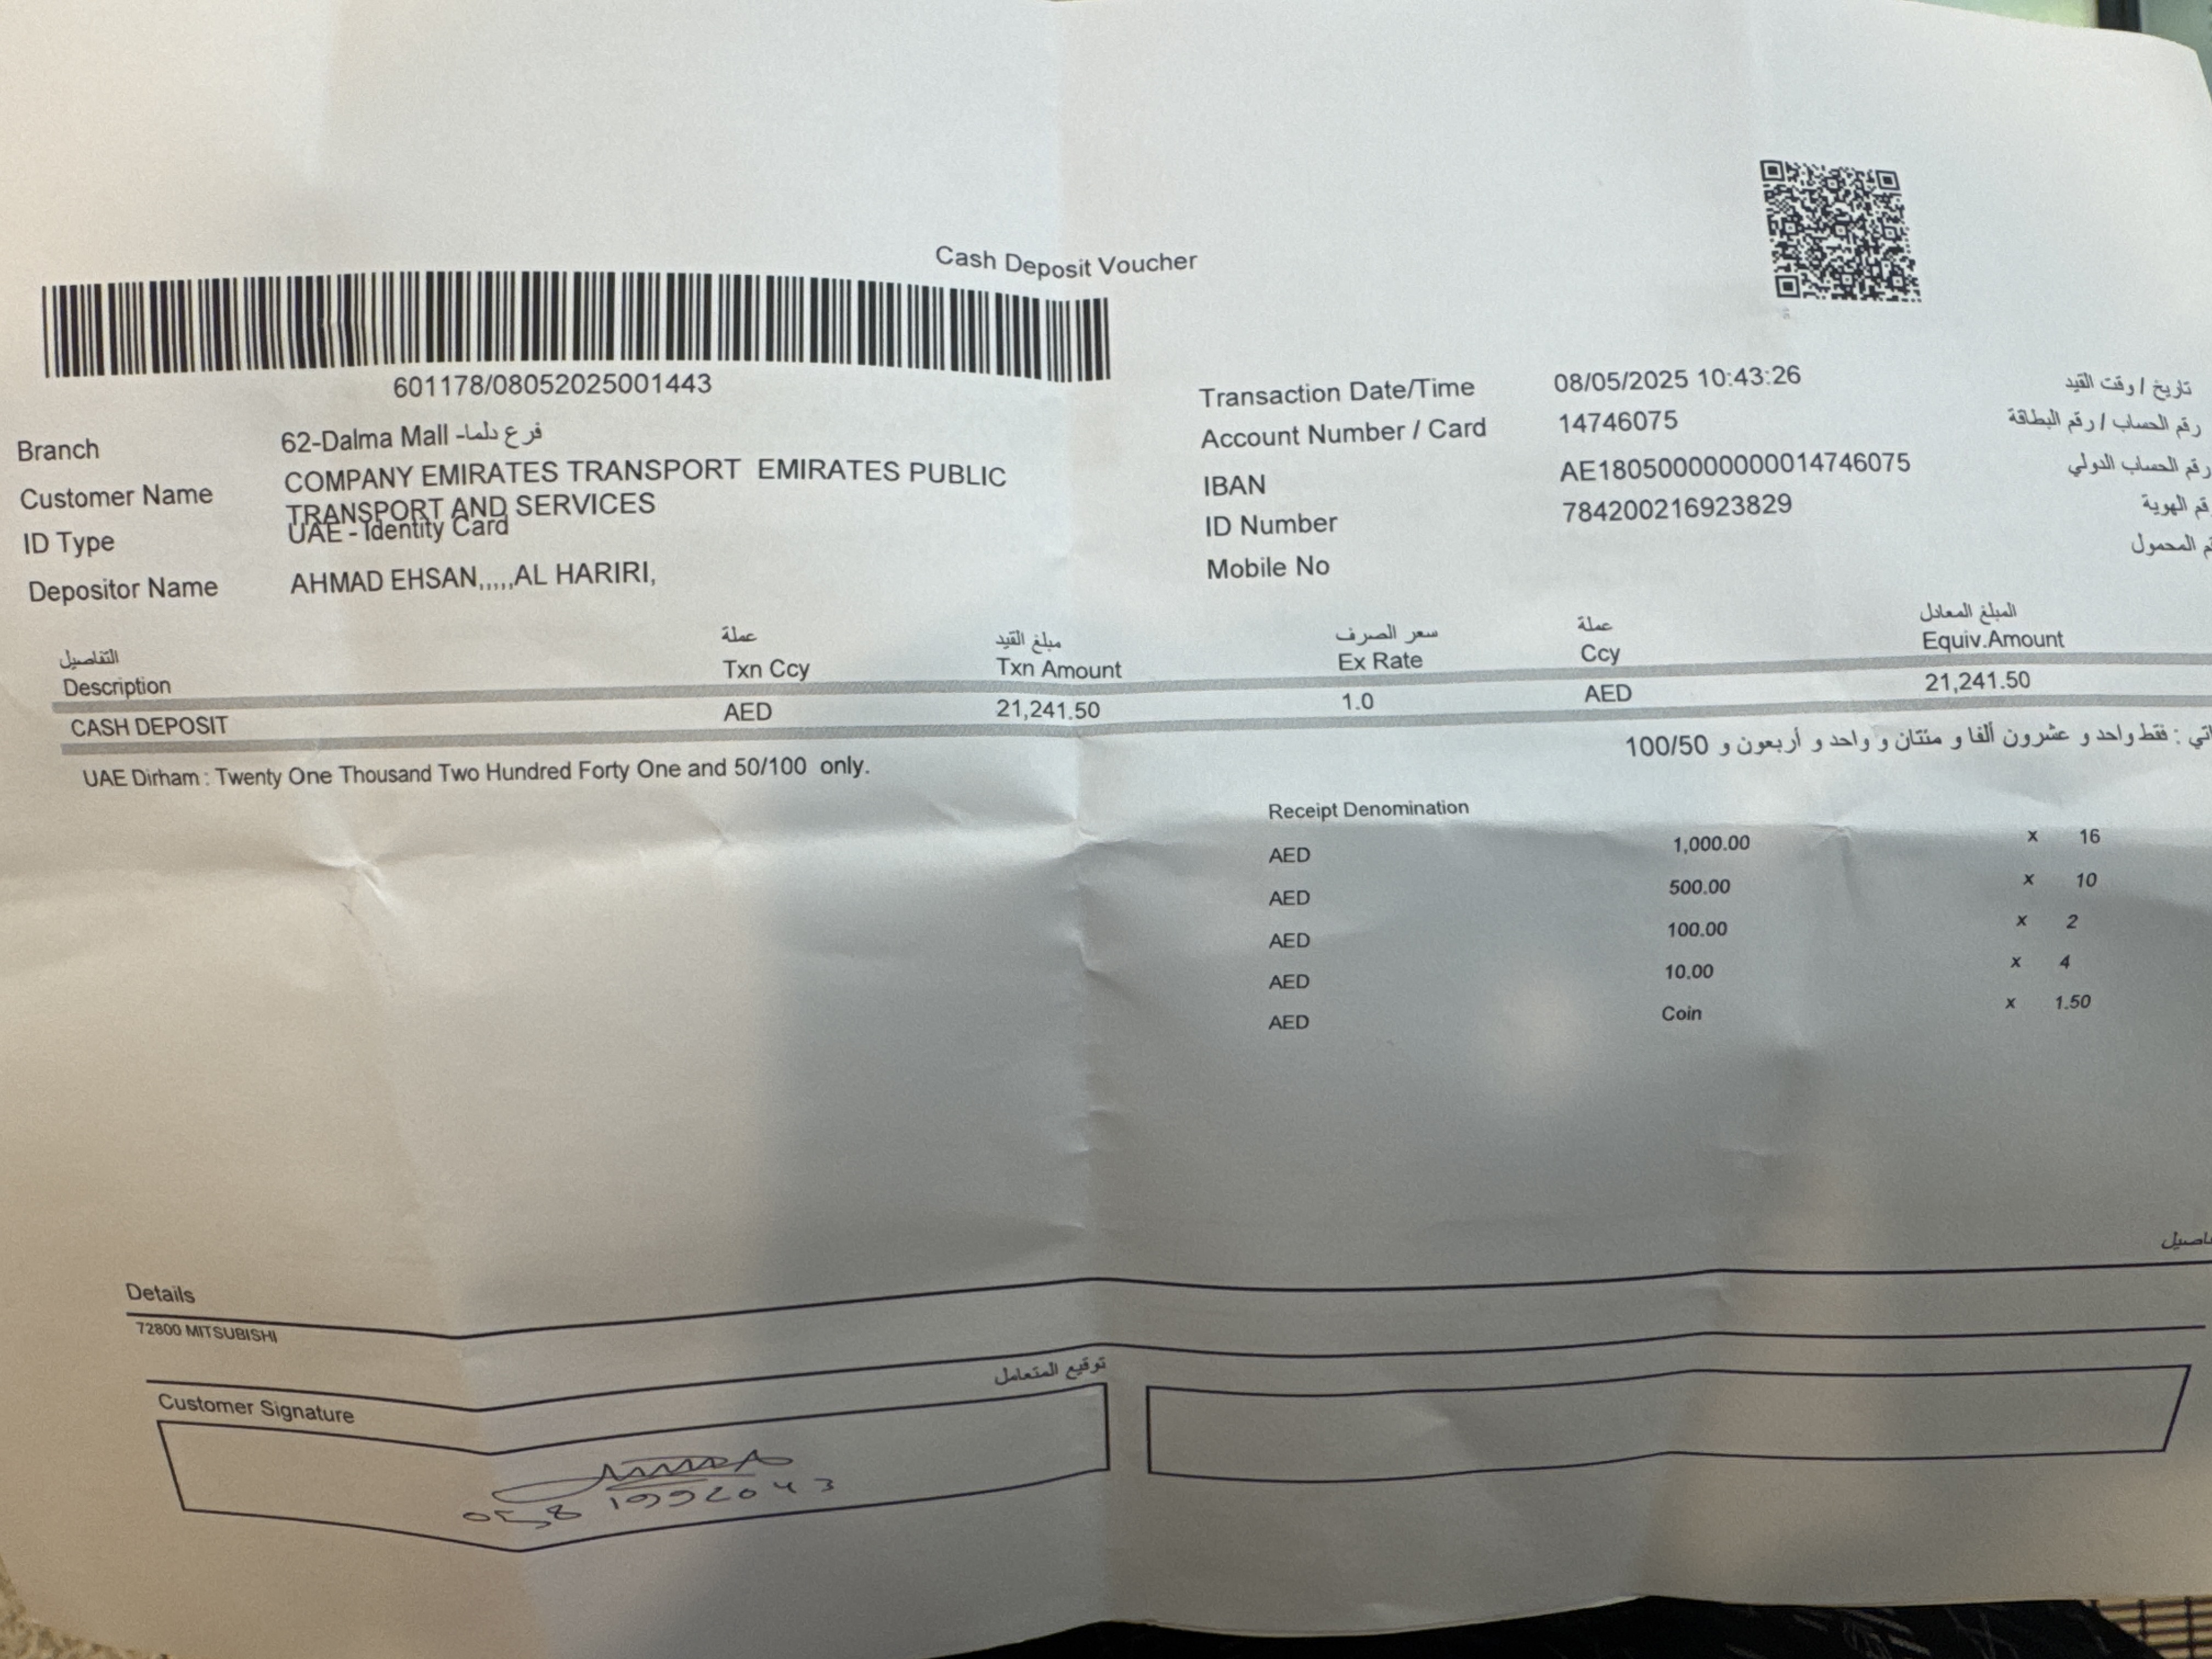 Cash Deposit Voucher
601178/08052025001443
Transaction Date/Time 08/05/2025 10:43:26 تاريخ / وقت القيد
Branch 62-Dalma Mall -فرع دلما
Account Number / Card 14746075 رقم الحساب / رقم البطاقة
Customer Name COMPANY EMIRATES TRANSPORT EMIRATES PUBLIC
TRANSPORT AND SERVICES
IBAN AE180500000000014746075 رقم الحساب الدولي
ID Type UAE - Identity Card
ID Number 784200216923829 الهوية
Depositor Name AHMAD EHSAN,,,,,AL HARIRI,
Mobile No المحمول
التفاصيل عملة مبلغ القيد سعر الصرف عملة المبلغ المعادل
Description Txn Ccy Txn Amount Ex Rate Ccy Equiv.Amount
CASH DEPOSIT AED 21,241.50 1.0 AED 21,241.50
UAE Dirham : Twenty One Thousand Two Hundred Forty One and 50/100 only.
: فقط واحد و عشرون ألفا و مئتان و واحد و أربعون و 100/50
Receipt Denomination
AED 1,000.00 x 16
AED 500.00 x 10
AED 100.00 x 2
AED 10.00 x 4
AED Coin x 1.50
Details
72800 MITSUBISHI
Customer Signature توقيع المتعامل
058 1992043